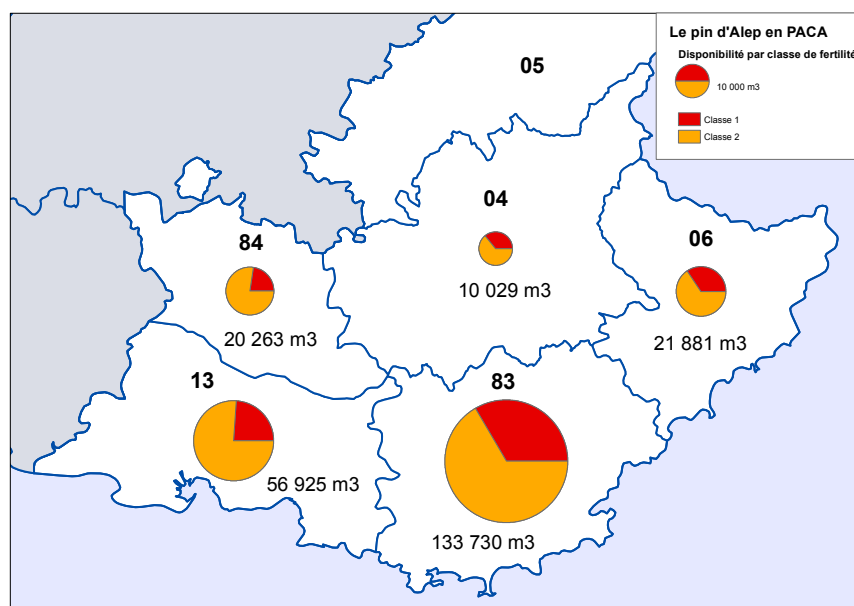 Le pin d'Alep en PACA
Disponibilité par classe de fertilité
10 000 m3
Classe 1
Classe 2
05
04
10 029 m3
84
20 263 m3
06
21 881 m3
13
56 925 m3
83
133 730 m3